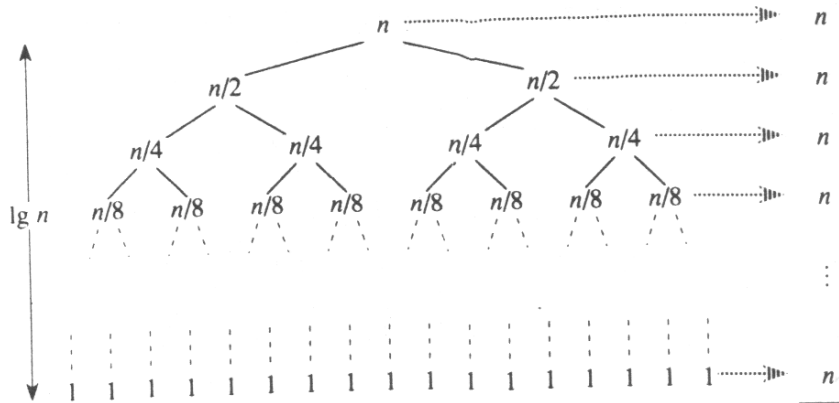 n n
n/2 n/2 n
n/4 n/4 n/4 n/4 n
lg n n/8 n/8 n/8 n/8 n/8 n/8 n/8 n/8 n
⋮
1 1 1 1 1 1 1 1 1 1 1 1 1 1 1 1 1 n